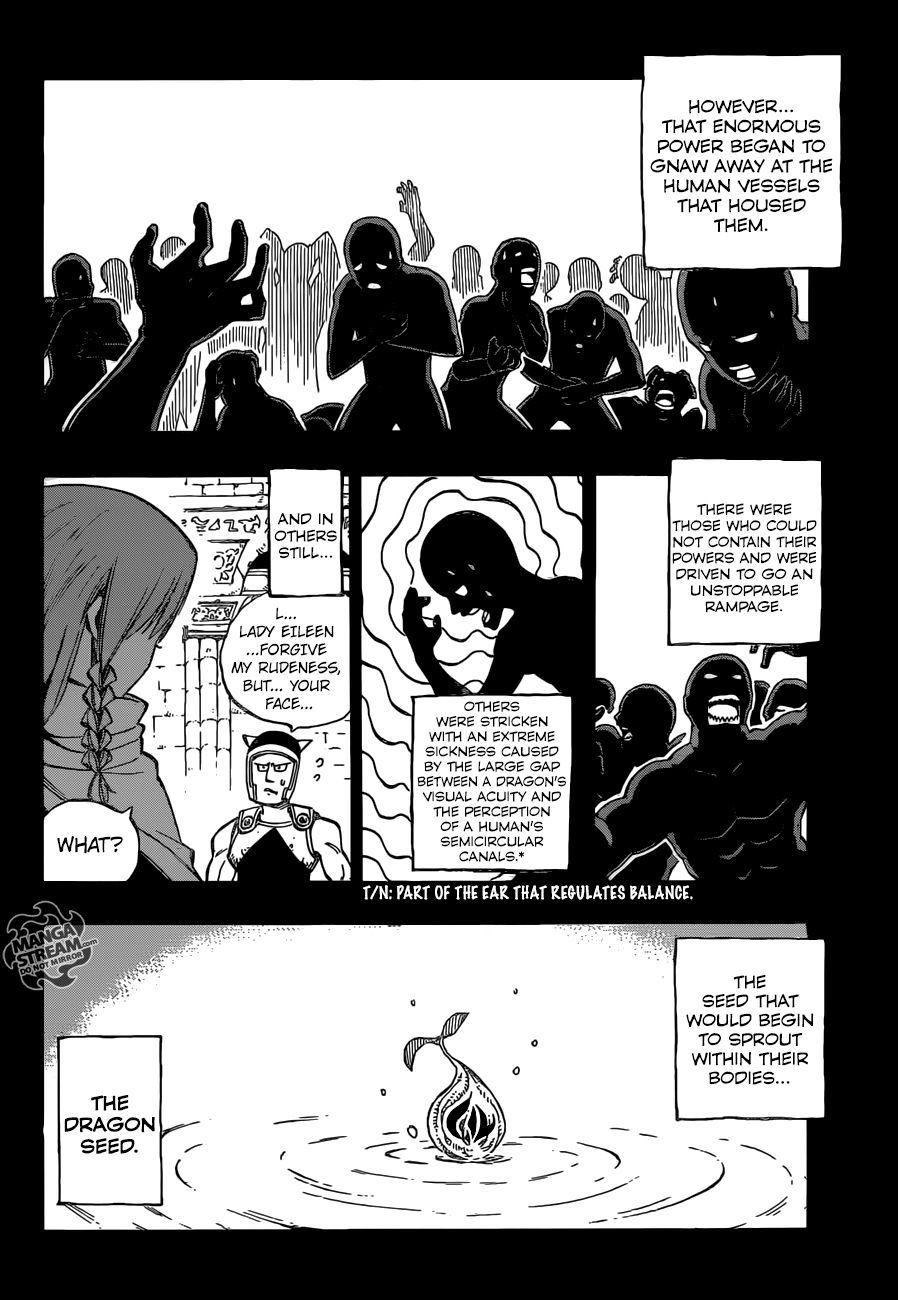 HOWEVER...
THAT ENORMOUS
POWER BEGAN TO
GNAW AWAY AT THE
HUMAN VESSELS
THAT HOUSED
THEM.
THERE WERE
THOSE WHO COULD
NOT CONTAIN THEIR
POWERS AND WERE
DRIVEN TO GO AN
UNSTOPPABLE
RAMPAGE.
OTHERS
WERE STRICKEN
WITH AN EXTREME
SICKNESS CAUSED
BY THE LARGE GAP
BETWEEN A DRAGON'S
VISUAL ACUITY AND
THE PERCEPTION
OF A HUMAN'S
SEMICIRCULAR
CANALS.*
T/N: PART OF THE EAR THAT REGULATES BALANCE.
AND IN
OTHERS
STILL...
L...
LADY EILEEN
...FORGIVE
MY RUDENESS,
BUT... YOUR
FACE...
WHAT?
MANGA
STREAM.com
DO NOT MIRROR
THE
SEED THAT
WOULD BEGIN
TO SPROUT
WITHIN THEIR
BODIES...
THE
DRAGON
SEED.